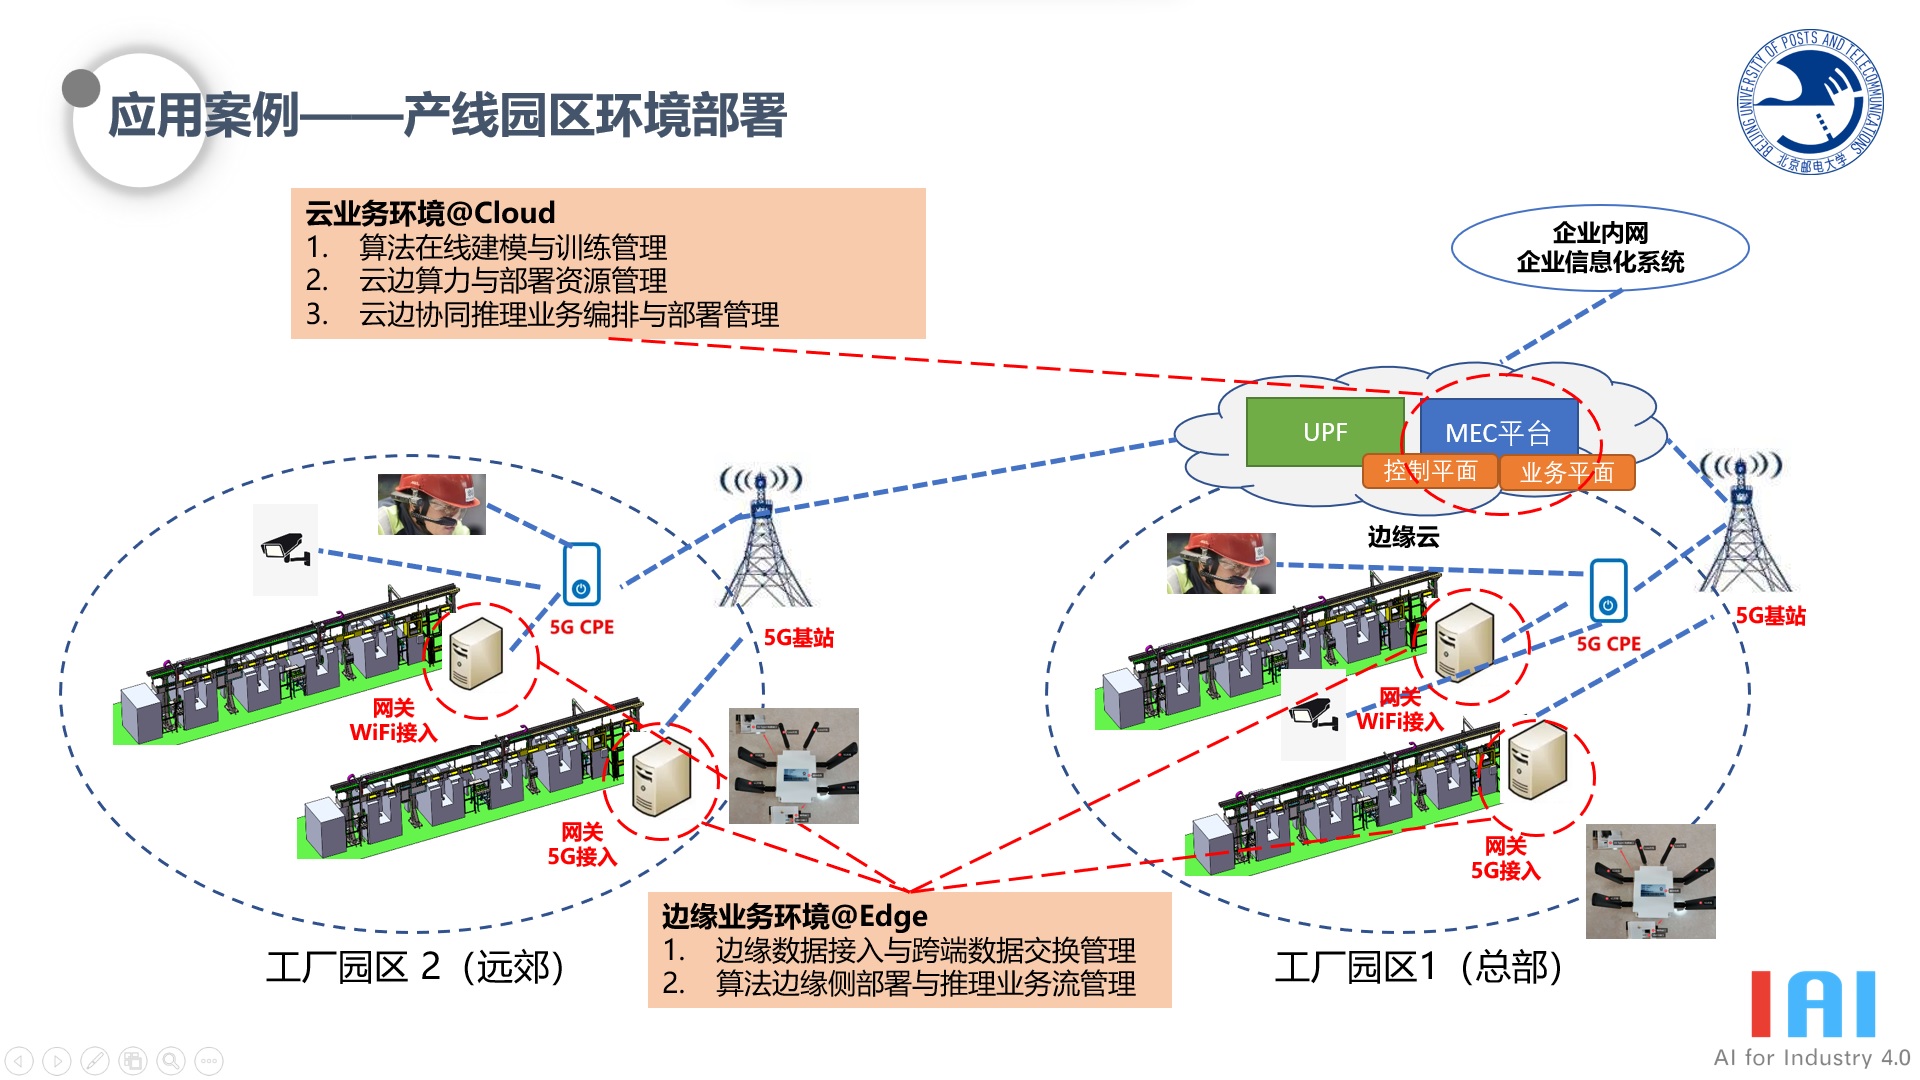 应用案例——产线园区环境部署
BEIJING UNIVERSITY OF POSTS AND TELECOMMUNICATIONS
北京邮电大学
云业务环境@Cloud
1. 算法在线建模与训练管理
2. 云边算力与部署资源管理
3. 云边协同推理业务编排与部署管理
企业内网
企业信息化系统
UPF
MEC平台
控制平面
业务平面
边缘云
5G CPE
5G基站
网关
WiFi接入
网关
5G接入
5G CPE
5G基站
网关
WiFi接入
网关
5G接入
边缘业务环境@Edge
1. 边缘数据接入与跨端数据交换管理
2. 算法边缘侧部署与推理业务流管理
工厂园区 2（远郊）
工厂园区1（总部）
IAI
AI for Industry 4.0